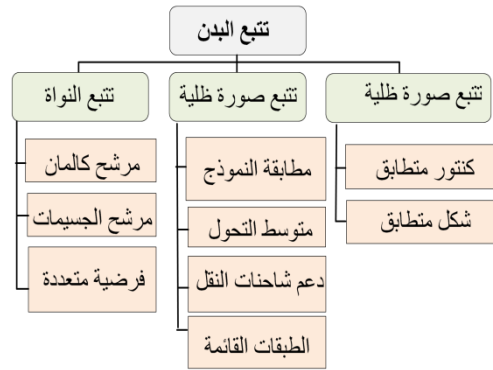 تتبع البدن
تتبع صورة ظلية
كنتور متطابق
شكل متطابق
تتبع صورة ظلية
مطابقة النموذج
متوسط التحول
دعم شاحنات النقل
الطبقات القائمة
تتبع النواة
مرشح كالمان
مرشح الجسيمات
فرضية متعددة